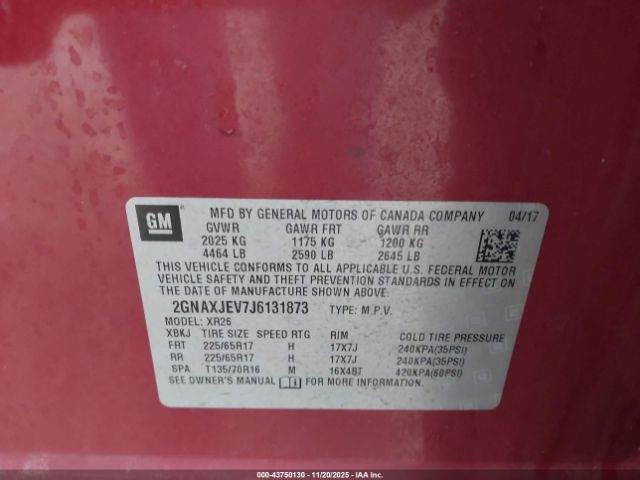 GM
MFD BY GENERAL MOTORS OF CANADA COMPANY 04/17
GVWR GAWR FRT GAWR RR
2025 KG 1175 KG 1200 KG
4464 LB 2590 LB 2645 LB
THIS VEHICLE CONFORMS TO ALL APPLICABLE U.S. FEDERAL MOTOR
VEHICLE SAFETY AND THEFT PREVENTION STANDARDS IN EFFECT ON
THE DATE OF MANUFACTURE SHOWN ABOVE.
2GNAXJEV7J6131873 TYPE: M.P.V.
MODEL: XR26
XBKJ TIRE SIZE SPEED RTG RIM COLD TIRE PRESSURE
FRT 225/65R17 H 17X7J 240KPA(35PSI)
RR 225/65R17 H 17X7J 240KPA(35PSI)
SPA T135/70R16 M 16X4BT 420KPA(60PSI)
SEE OWNER'S MANUAL FOR MORE INFORMATION.
000-43750130 - 11/20/2025 - IAAI.com